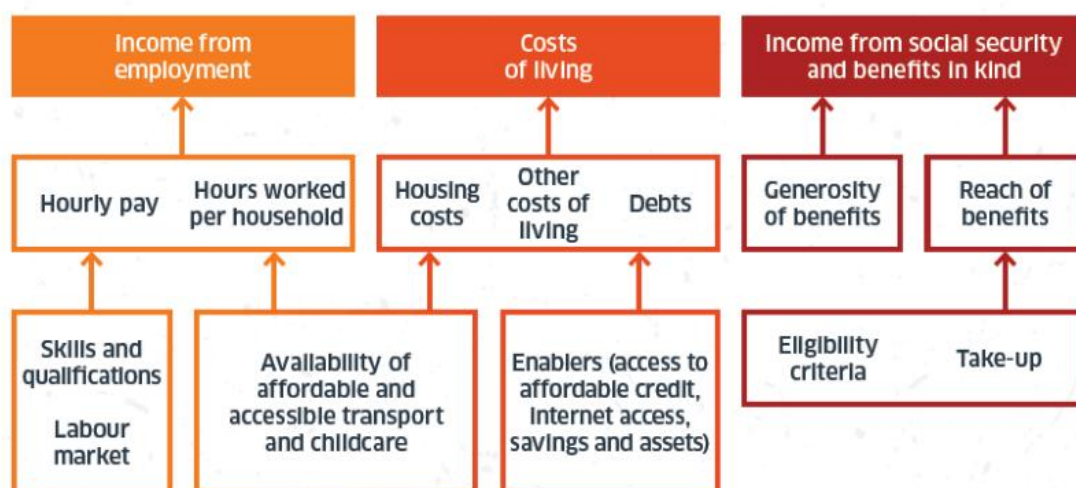 Income from
employment
Costs
of living
Income from social security
and benefits in kind
Hourly pay
Hours worked
per household
Housing
costs
Other
costs of
living
Debts
Generosity
of benefits
Reach of
benefits
Skills and
qualifications
Labour
market
Availability of
affordable and
accessible transport
and childcare
Enablers (access to
affordable credit,
internet access,
savings and assets)
Eligibility
criteria
Take-up